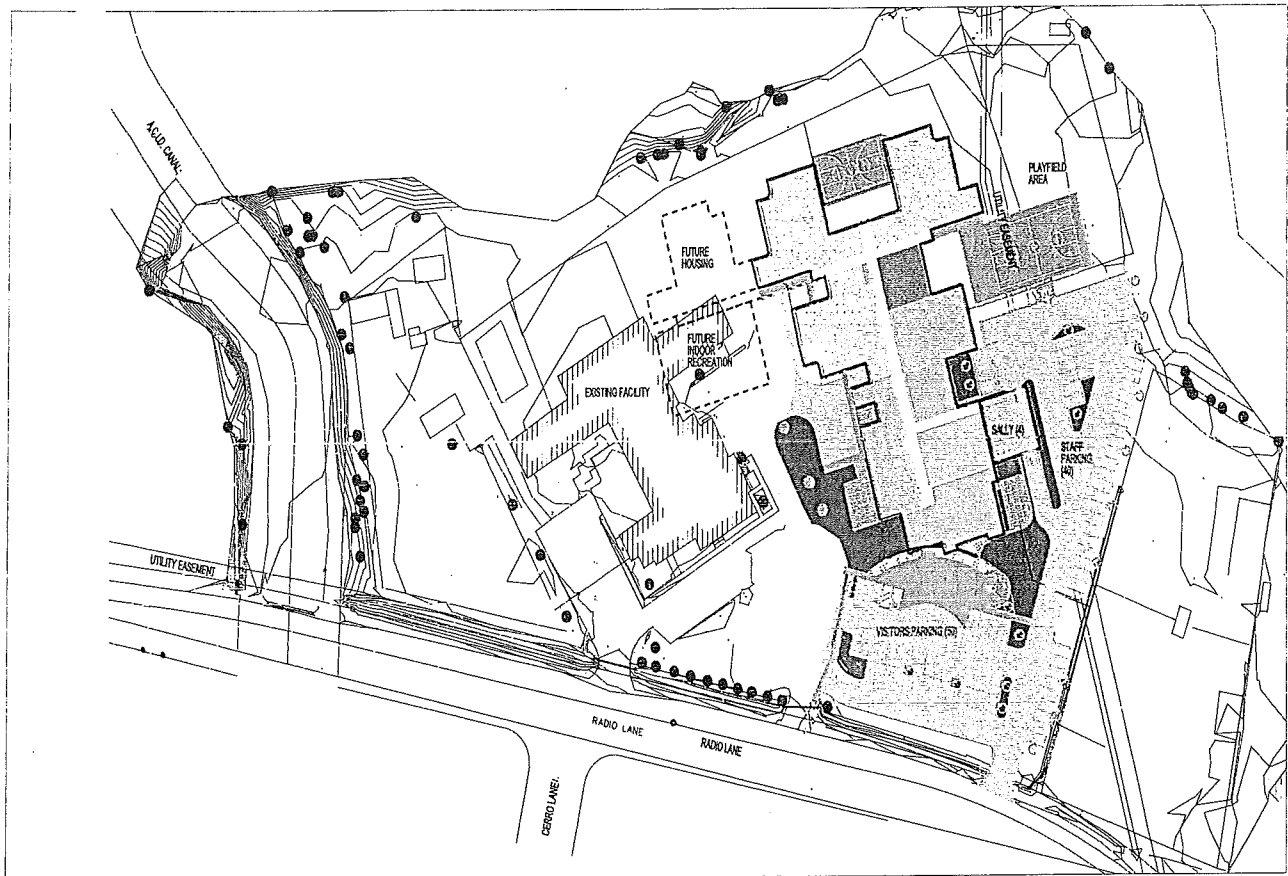 A.C.I.D. CANAL
PLAYFIELD
AREA
UTILITY EASEMENT
FUTURE
HOUSING
FUTURE
INDOOR
RECREATION
EXISTING FACILITY
SALLY (4)
STAFF
PARKING
(40)
UTILITY EASEMENT
VISITORS PARKING (50)
RADIO LANE
RADIO LANE
CERRO LANE